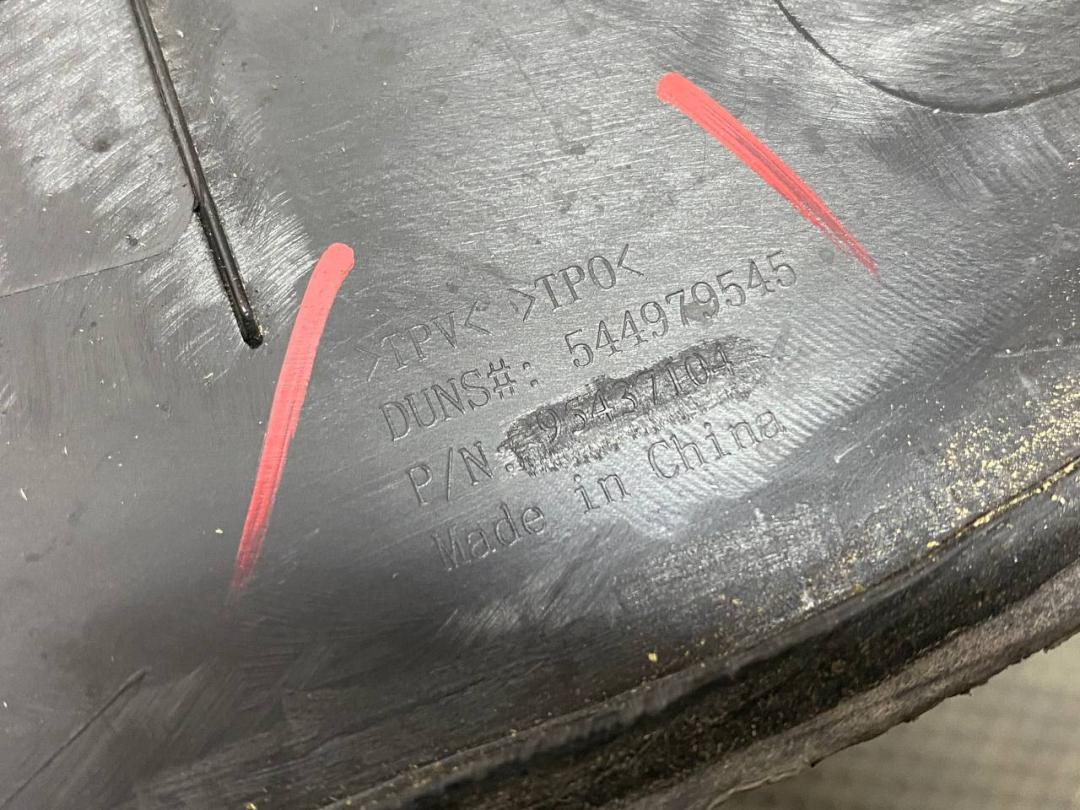 >TPV< >TPO<
DUNS#: 544979545
P/N: 95437104
Made in China